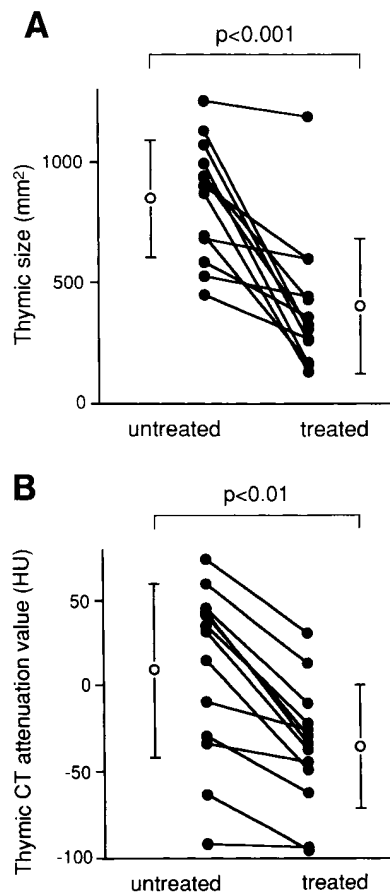 A
p<0.001
Thymic size (mm²)
1000
500
0
untreated treated
B
p<0.01
Thymic CT attenuation value (HU)
50
0
-50
-100
untreated treated